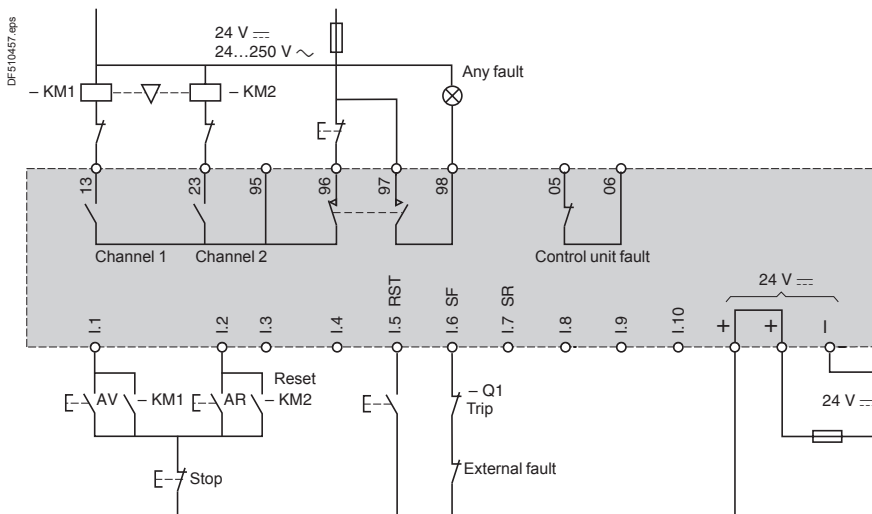 DF510457.eps
24 V ⎓
24…250 V ∼
Any fault
– KM1
– KM2
13
23
95
96
97
98
05
06
Channel 1
Channel 2
Control unit fault
24 V ⎓
I.1
I.2
I.3
I.4
I.5 RST
I.6 SF
I.7 SR
I.8
I.9
I.10
+
+
–
Reset
AV
– KM1
AR
– KM2
– Q1
Trip
24 V ⎓
Stop
External fault